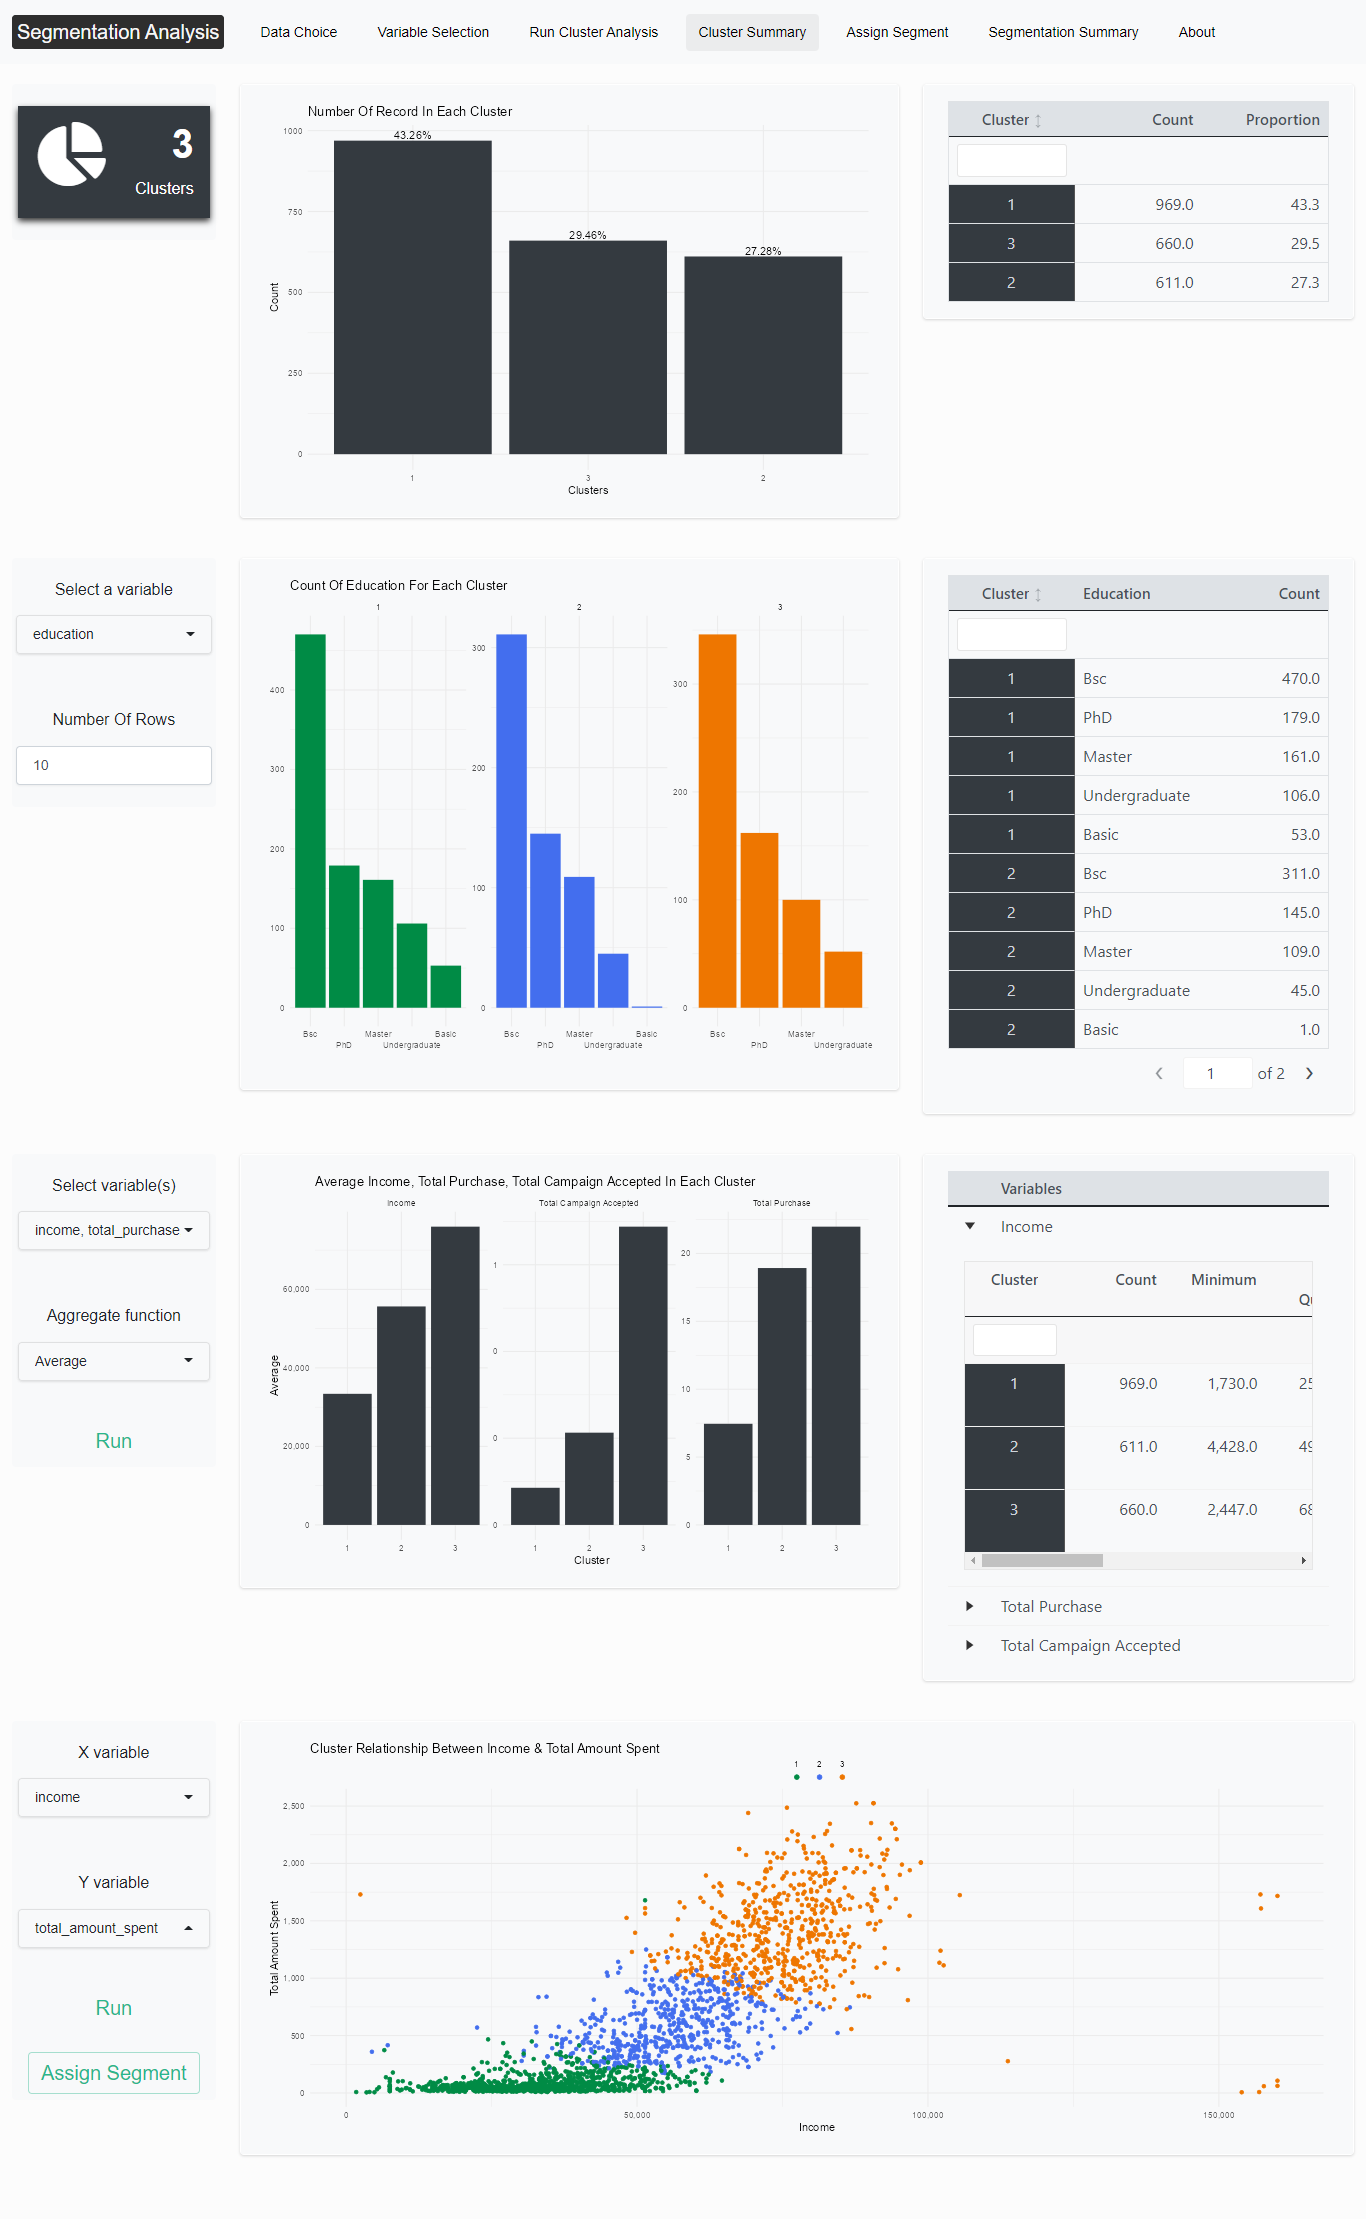 Segmentation Analysis
Data Choice
Variable Selection
Run Cluster Analysis
Cluster Summary
Assign Segment
Segmentation Summary
About
3
Clusters
Number Of Record In Each Cluster
1000
750
500
250
0
Count
43.26%
29.46%
27.28%
1
3
2
Clusters
Cluster Count Proportion
1 969.0 43.3
3 660.0 29.5
2 611.0 27.3
Select a variable
education
Number Of Rows
10
Count Of Education For Each Cluster
1
400
300
200
100
0
Bsc
PhD
Master
Undergraduate
Basic
2
300
200
100
0
Bsc
PhD
Master
Undergraduate
Basic
3
300
200
100
0
Bsc
PhD
Master
Undergraduate
Cluster Education Count
1 Bsc 470.0
1 PhD 179.0
1 Master 161.0
1 Undergraduate 106.0
1 Basic 53.0
2 Bsc 311.0
2 PhD 145.0
2 Master 109.0
2 Undergraduate 45.0
2 Basic 1.0
1 of 2
Select variable(s)
income, total_purchase
Aggregate function
Average
Run
Average Income, Total Purchase, Total Campaign Accepted In Each Cluster
Income
Total Campaign Accepted
Total Purchase
Average
60,000
40,000
20,000
0
1
0
0
0
20
15
10
5
0
1 2 3
1 2 3
1 2 3
Cluster
Variables
Income
Cluster Count Minimum
Qu
1 969.0 1,730.0 25
2 611.0 4,428.0 49
3 660.0 2,447.0 68
Total Purchase
Total Campaign Accepted
X variable
income
Y variable
total_amount_spent
Run
Assign Segment
Cluster Relationship Between Income & Total Amount Spent
1 2 3
2,500
2,000
1,500
1,000
500
0
Total Amount Spent
0
50,000
100,000
150,000
Income